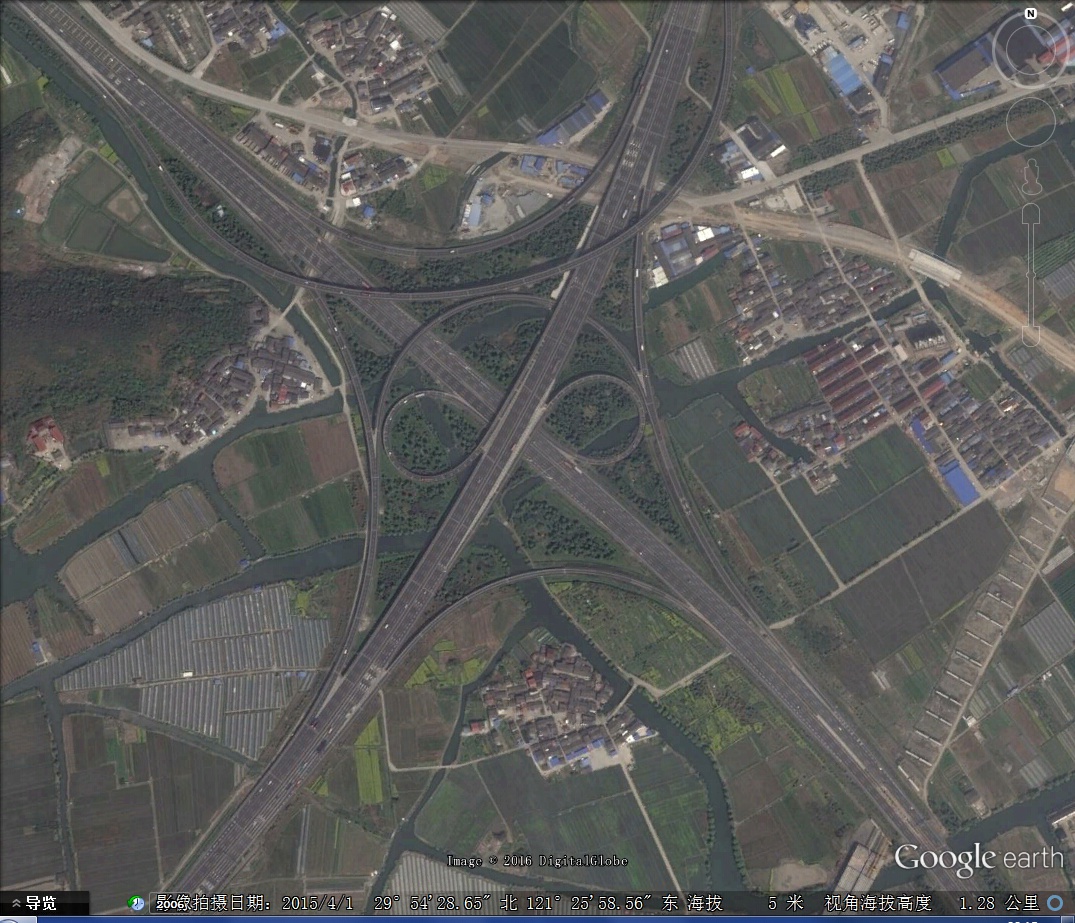 N
Image © 2016 DigitalGlobe
Google earth
导览
2005
影像拍摄日期: 2015/4/1 29° 54'28.65" 北 121° 25'58.56" 东 海拔 5 米 视角海拔高度 1.28 公里